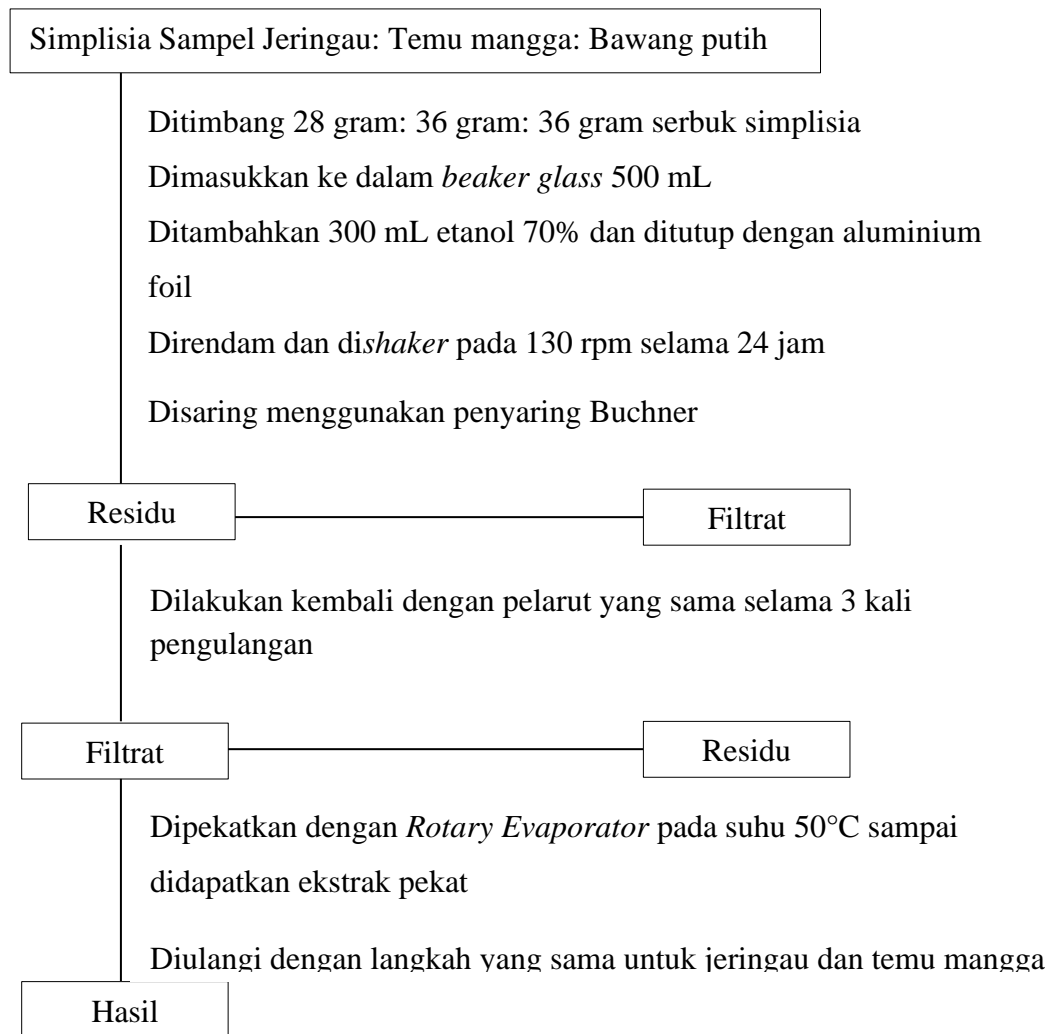 Simplisia Sampel Jeringau: Temu mangga: Bawang putih
Ditimbang 28 gram: 36 gram: 36 gram serbuk simplisia
Dimasukkan ke dalam beaker glass 500 mL
Ditambahkan 300 mL etanol 70% dan ditutup dengan aluminium
foil
Direndam dan dishaker pada 130 rpm selama 24 jam
Disaring menggunakan penyaring Buchner
Residu
Filtrat
Dilakukan kembali dengan pelarut yang sama selama 3 kali
pengulangan
Filtrat
Residu
Dipekatkan dengan Rotary Evaporator pada suhu 50°C sampai
didapatkan ekstrak pekat
Diulangi dengan langkah yang sama untuk jeringau dan temu mangga
Hasil